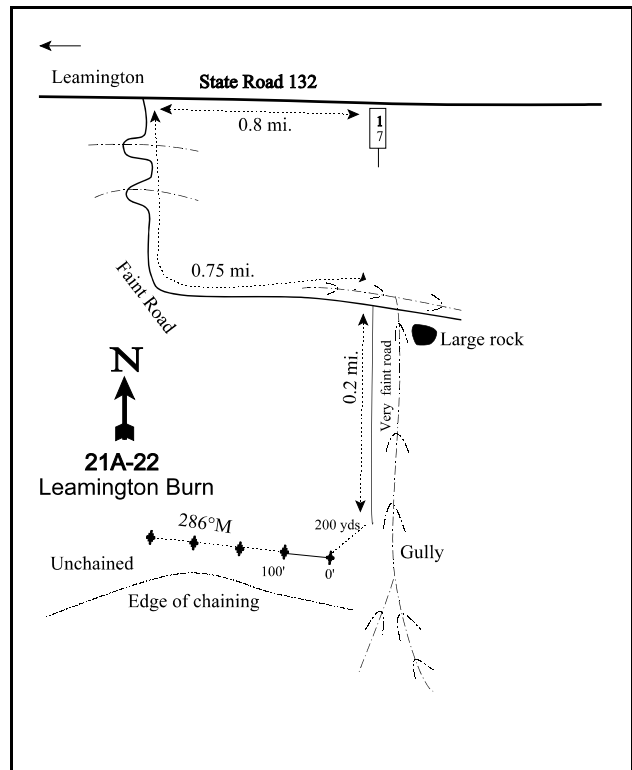 Leamington
State Road 132
0.8 mi.
1
7
Faint Road
0.75 mi.
Large rock
0.2 mi.
Very faint road
N
21A-22
Leamington Burn
286°M
200 yds.
Unchained
100'
0'
Gully
Edge of chaining